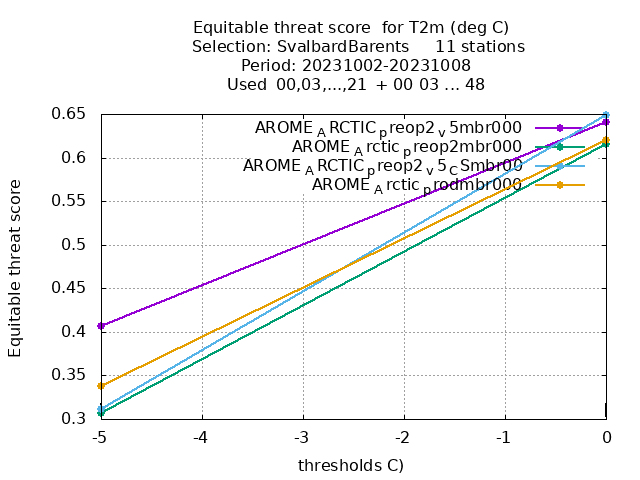 Equitable threat score for T2m (deg C)
Selection: SvalbardBarents 11 stations
Period: 20231002-20231008
Used 00,03,...,21 + 00 03 ... 48
Equitable threat score
0.65
0.6
0.55
0.5
0.45
0.4
0.35
0.3
AROME_ARCTIC_preop2_v5mbr000
AROME_Arctic_preop2mbr000
AROME_ARCTIC_preop2_v5_CSmbr00
AROME_Arctic_prodmbr000
-5 -4 -3 -2 -1 0
thresholds C)